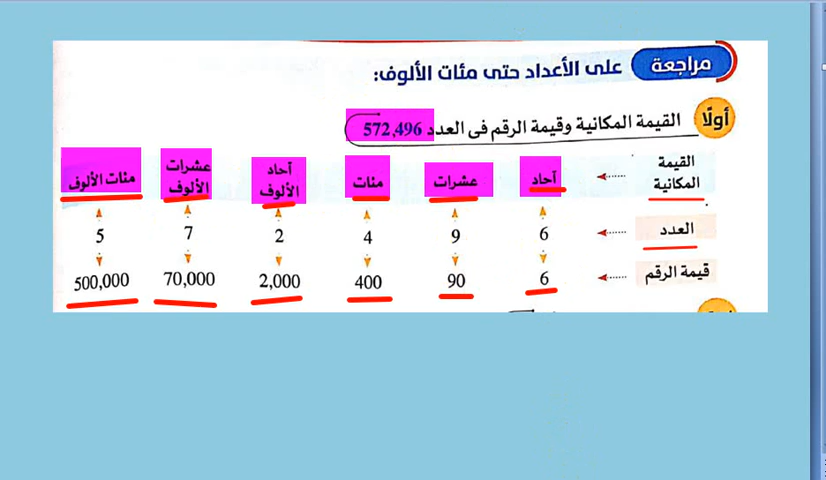 مراجعة على الأعداد حتى مئات الألوف:
أولًا القيمة المكانية وقيمة الرقم فى العدد 572,496
القيمة المكانية آحاد عشرات مئات آحاد الألوف عشرات الألوف مئات الألوف
العدد 6 9 4 2 7 5
قيمة الرقم 6 90 400 2,000 70,000 500,000